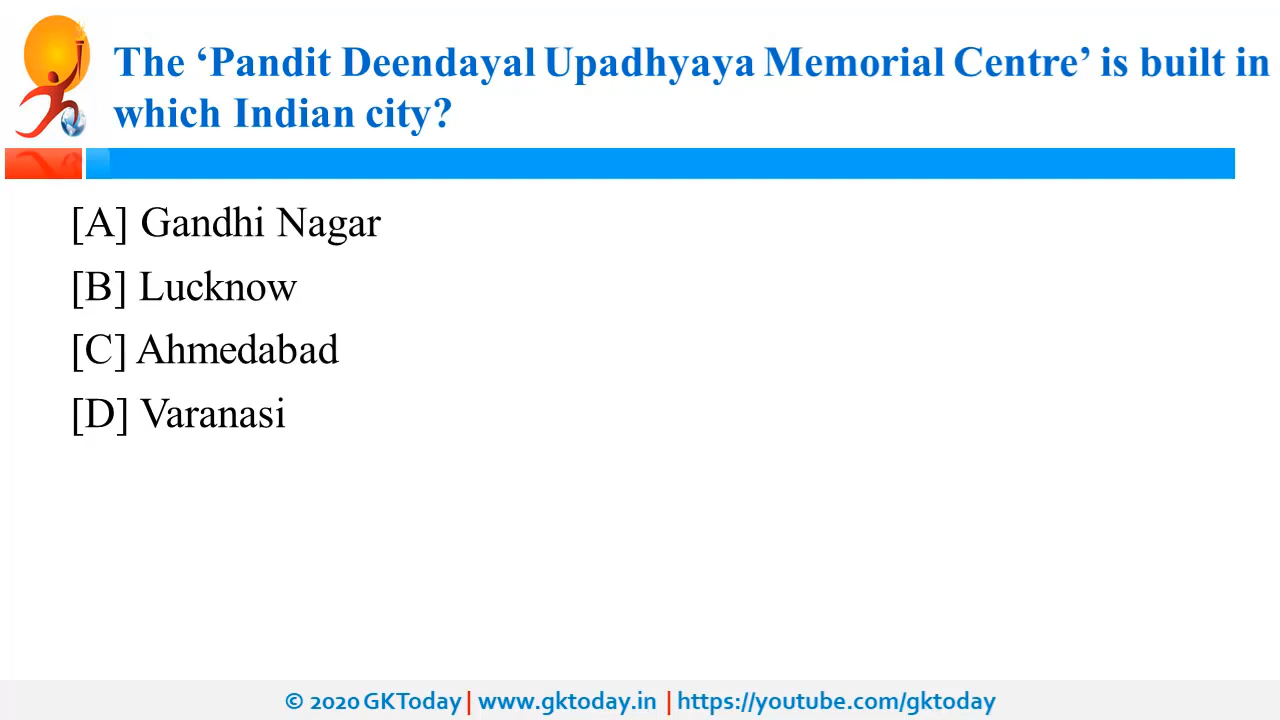 The ‘Pandit Deendayal Upadhyaya Memorial Centre’ is built in
which Indian city?
[A] Gandhi Nagar
[B] Lucknow
[C] Ahmedabad
[D] Varanasi
© 2020 GKToday | www.gktoday.in | https://youtube.com/gktoday